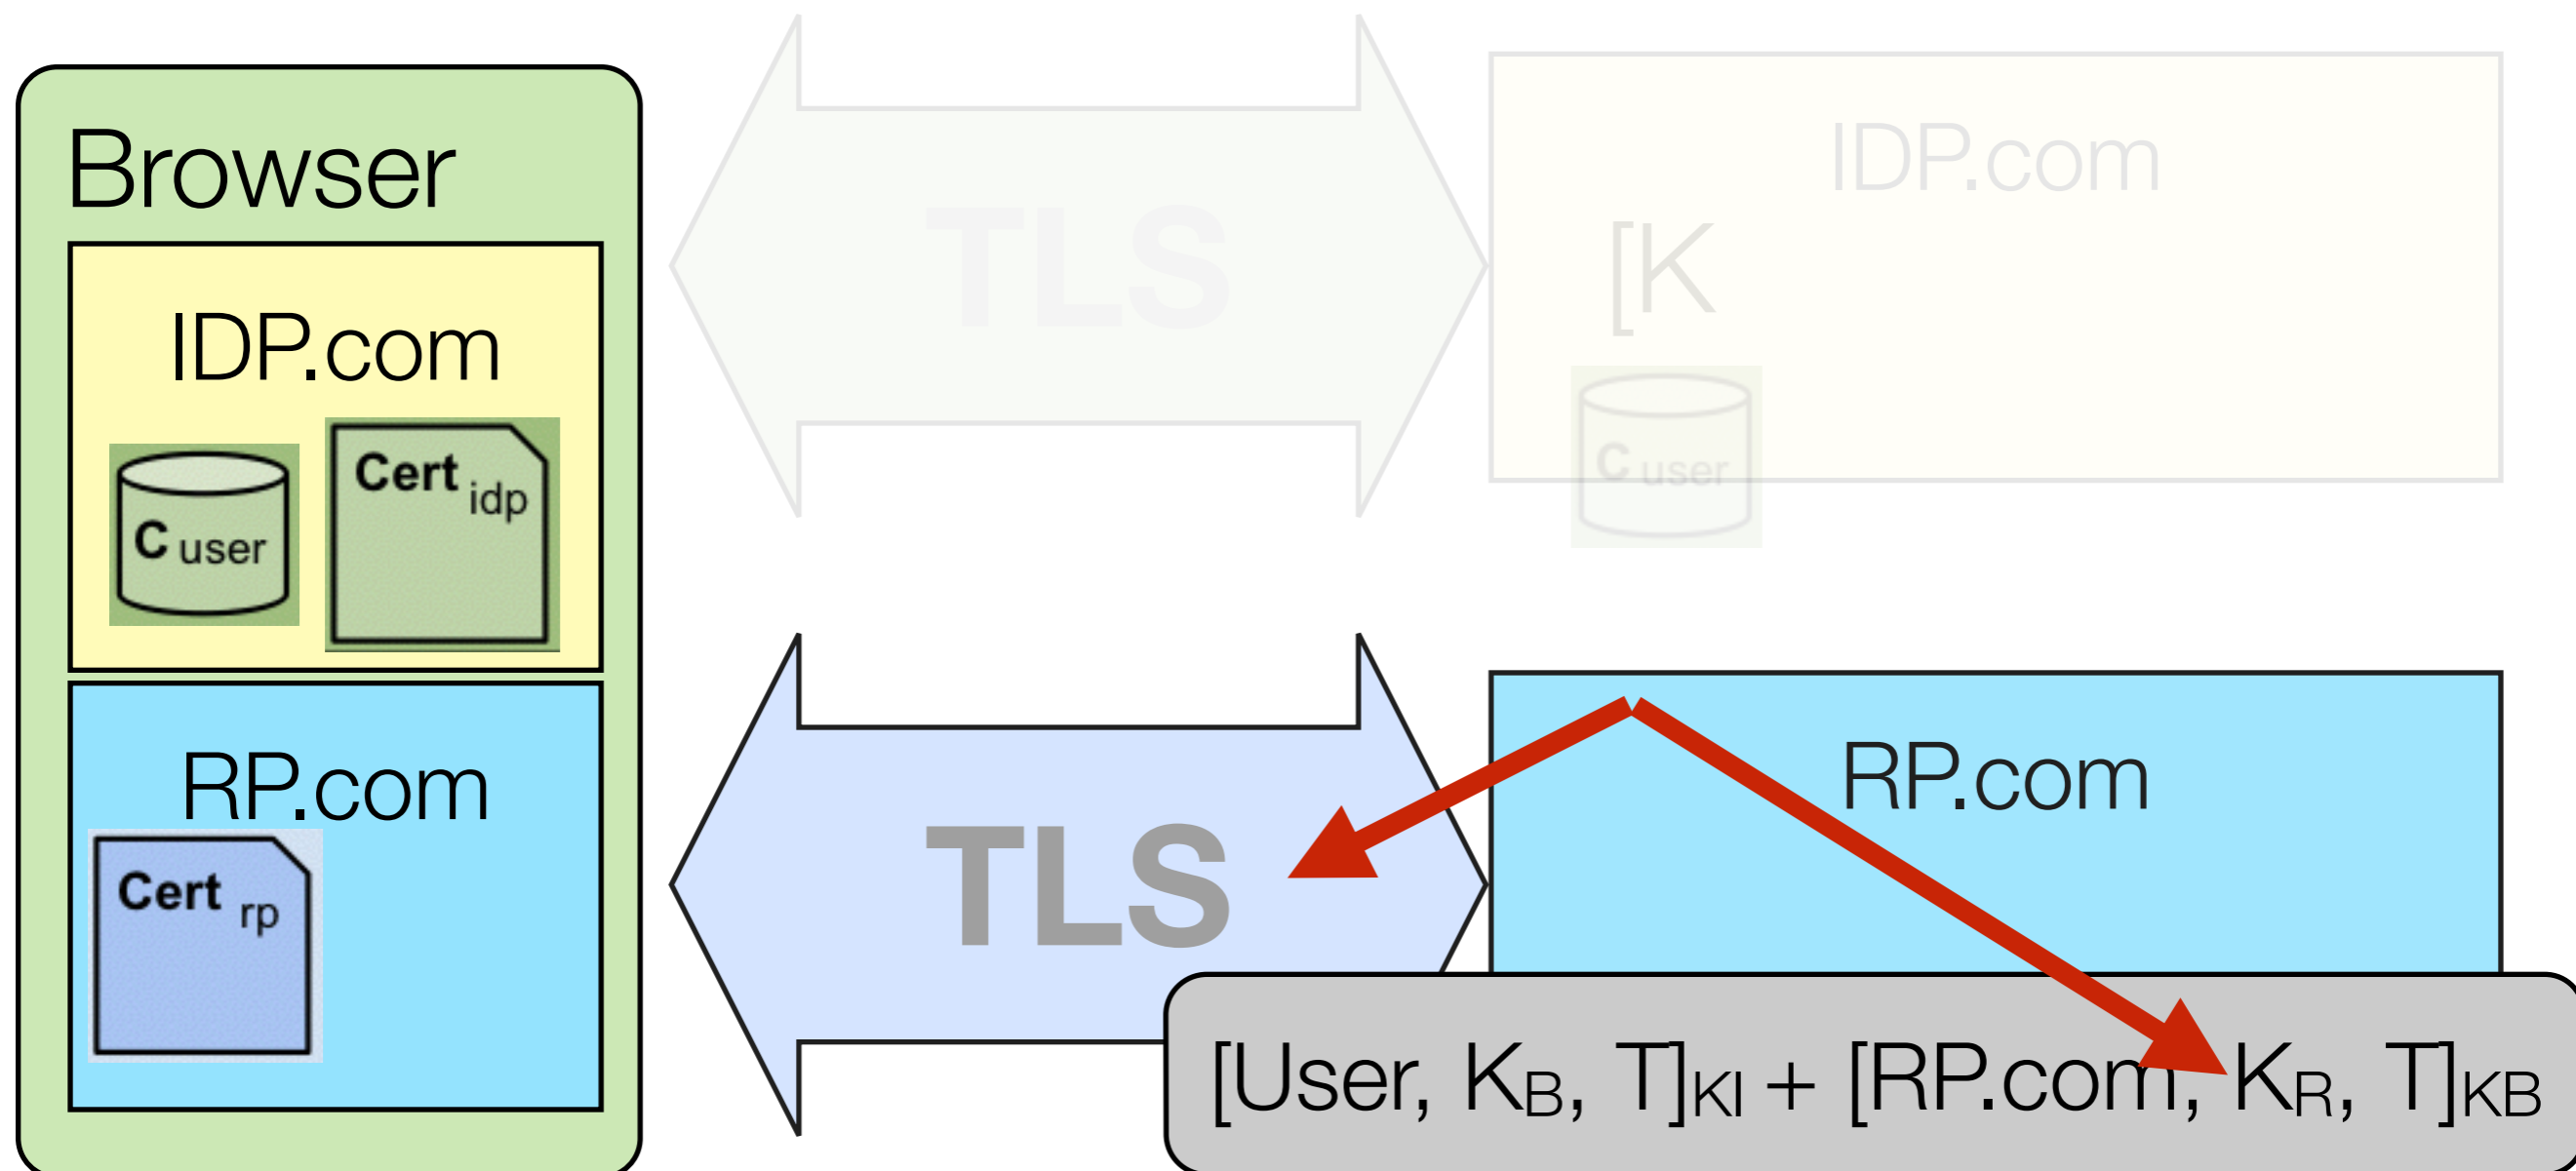 Browser
IDP.com
C user
Cert idp
RP.com
Cert rp
TLS
IDP.com
[K
C user
TLS
RP.com
[User, KB, T]KI + [RP.com, KR, T]KB